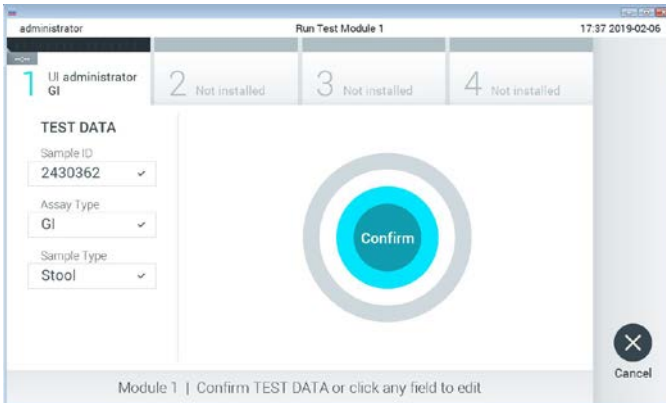 administrator
Run Test Module 1
17:37 2019-02-06
1 UI administrator
GI
2 Not installed
3 Not installed
4 Not installed
TEST DATA
Sample ID
2430362
Assay Type
GI
Sample Type
Stool
Confirm
Cancel
Module 1 | Confirm TEST DATA or click any field to edit